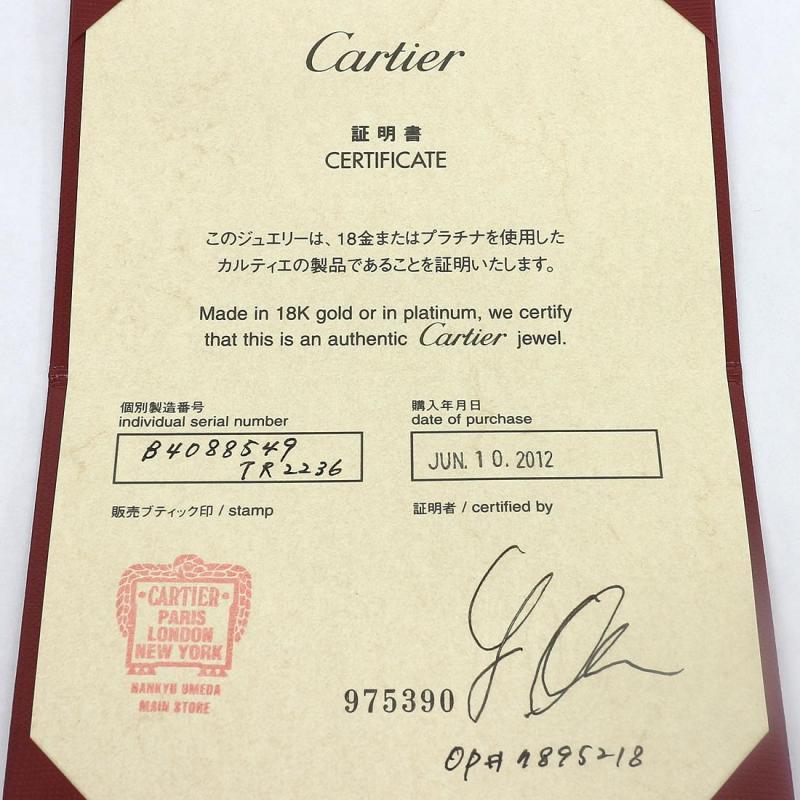 Cartier
証明書
CERTIFICATE
このジュエリーは、18金またはプラチナを使用した
カルティエの製品であることを証明いたします。
Made in 18K gold or in platinum, we certify
that this is an authentic Cartier jewel.
個別製造番号
individual serial number
B4088549
TR2236
購入年月日
date of purchase
JUN. 10. 2012
販売ブティック印 / stamp
証明者 / certified by
CARTIER
PARIS
LONDON
NEW YORK
HANKYU UMEDA
MAIN STORE
975390
OP# 7895218